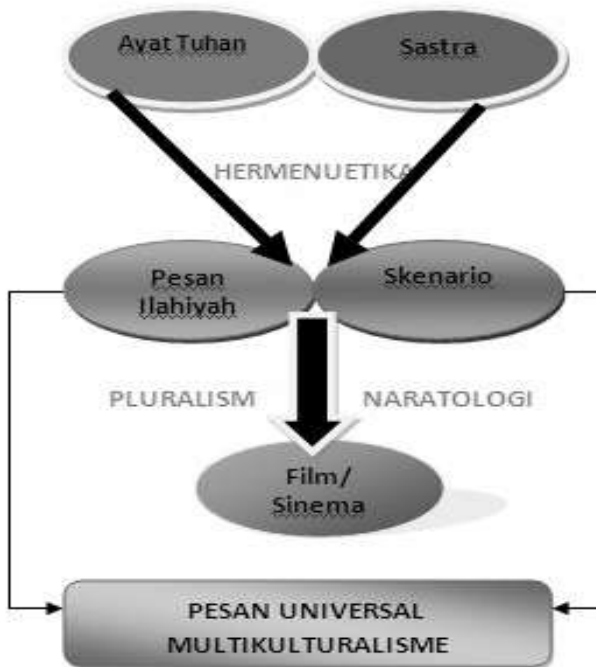 Ayat Tuhan
Sastra
HERMENUETIKA
Pesan
Ilahiyah
Skenario
PLURALISM
NARATOLOGI
Film/
Sinema
PESAN UNIVERSAL
MULTIKULTURALISME